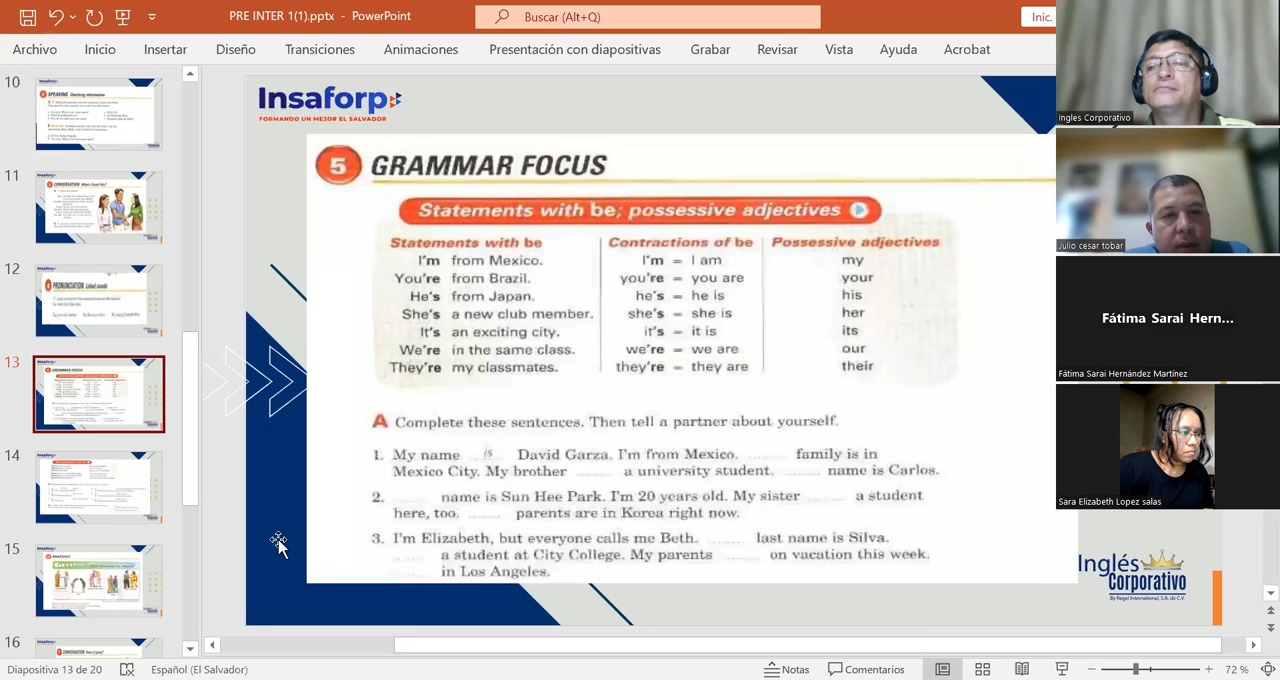 PRE INTER 1(1).pptx - PowerPoint
Buscar (Alt+Q)
Inic.
Archivo Inicio Insertar Diseño Transiciones Animaciones Presentación con diapositivas Grabar Revisar Vista Ayuda Acrobat
10
11
12
13
14
15
16
Insaforp
FORMANDO UN MEJOR EL SALVADOR
5 GRAMMAR FOCUS
Statements with be; possessive adjectives
Statements with be Contractions of be Possessive adjectives
I'm from Mexico. I'm = I am my
You're from Brazil. you're = you are your
He's from Japan. he's = he is his
She's a new club member. she's = she is her
It's an exciting city. it's = it is its
We're in the same class. we're = we are our
They're my classmates. they're = they are their
A Complete these sentences. Then tell a partner about yourself.
1. My name is David Garza. I'm from Mexico. family is in
Mexico City. My brother a university student. name is Carlos.
2. name is Sun Hee Park. I'm 20 years old. My sister a student
here, too. parents are in Korea right now.
3. I'm Elizabeth, but everyone calls me Beth. last name is Silva.
a student at City College. My parents on vacation this week.
in Los Angeles.
Inglés
Corporativo
By Regal International, S.A. de C.V.
Ingles Corporativo
Julio cesar tobar
Fátima Sarai Hern...
Fátima Sarai Hernández Martínez
Sara Elizabeth Lopez salas
Diapositiva 13 de 20 Español (El Salvador) Notas Comentarios 72 %